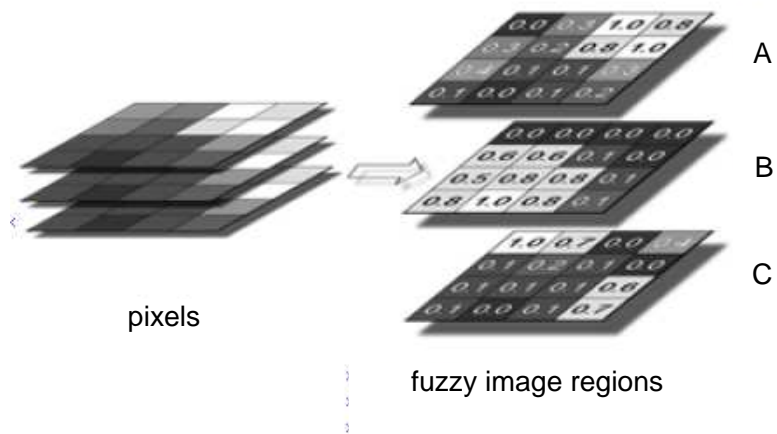 0.0 0.3 1.0 0.8
0.3 0.2 0.8 1.0
0.4 0.1 0.1 0.3
0.1 0.0 0.1 0.2
A
0.0 0.0 0.0 0.0
0.6 0.6 0.1 0.0
0.5 0.8 0.8 0.1
0.8 1.0 0.8 0.1
B
1.0 0.7 0.0 0.4
0.1 0.2 0.1 0.0
0.1 0.1 0.1 0.6
0.1 0.0 0.1 0.7
C
pixels
fuzzy image regions